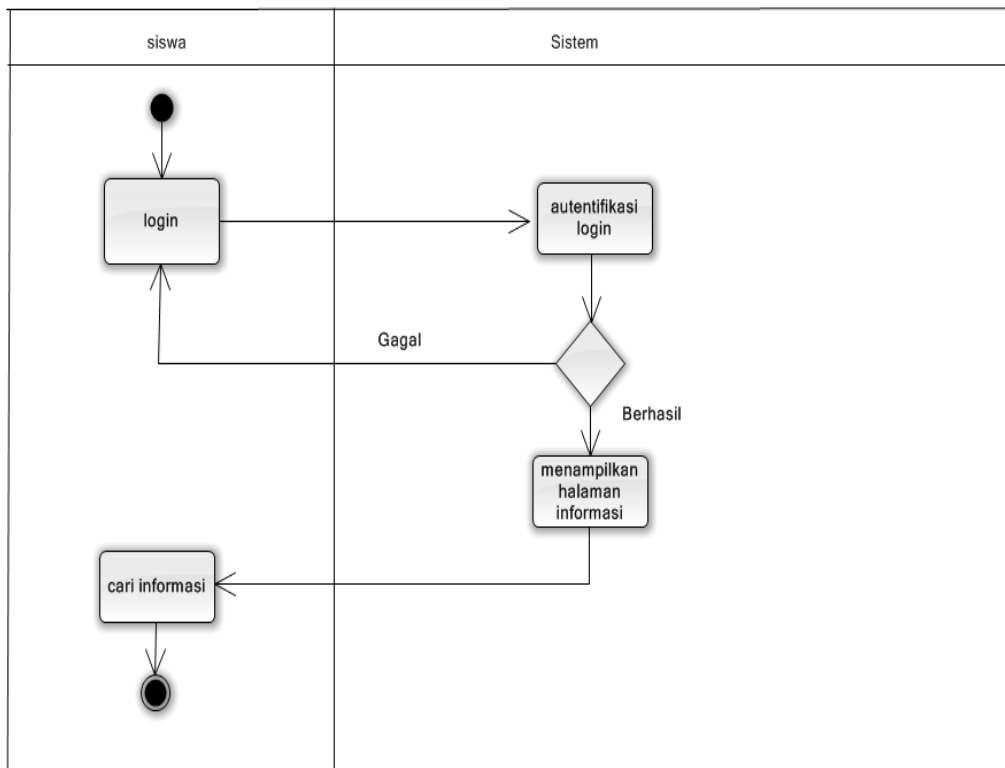 siswa
Sistem
login
autentifikasi
login
Gagal
Berhasil
menampilkan
halaman
informasi
cari informasi